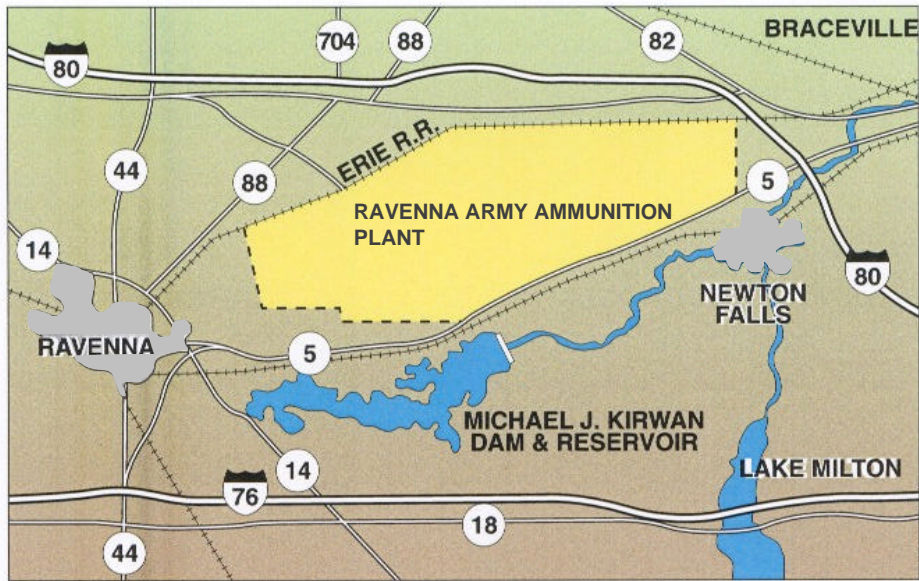 BRACEVILLE
80
704
88
82
ERIE R.R.
44
88
5
RAVENNA ARMY AMMUNITION
PLANT
14
80
NEWTON
FALLS
RAVENNA
5
MICHAEL J. KIRWAN
DAM & RESERVOIR
LAKE MILTON
14
76
18
44